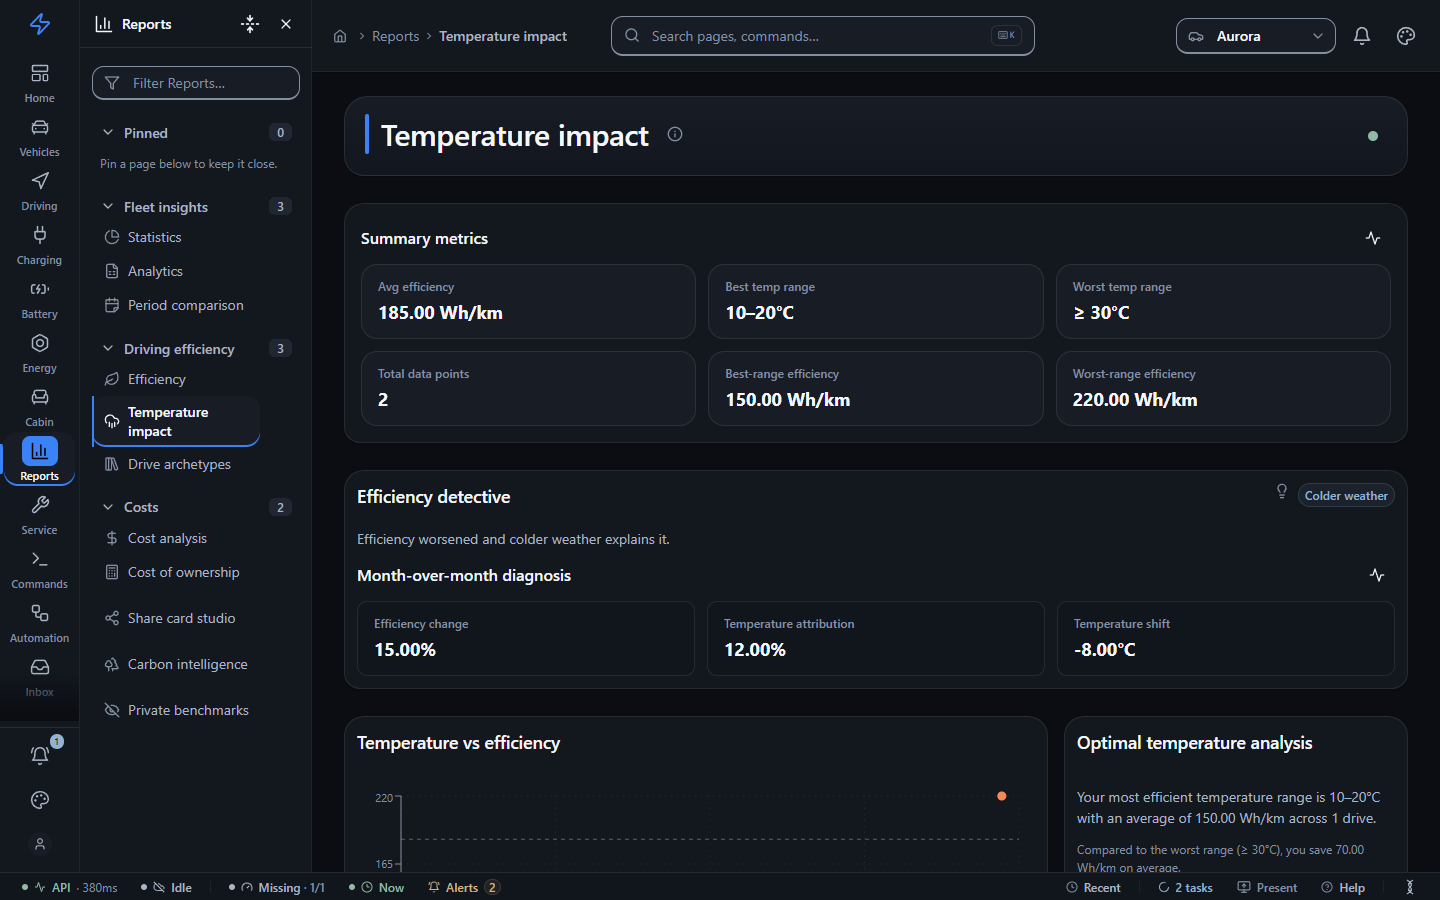 Reports
Reports
Temperature impact
Search pages, commands...
K
Aurora
Home
Vehicles
Driving
Charging
Battery
Energy
Cabin
Reports
Service
Commands
Automation
Inbox
1
Filter Reports...
Pinned
0
Pin a page below to keep it close.
Fleet insights
3
Statistics
Analytics
Period comparison
Driving efficiency
3
Efficiency
Temperature
impact
Drive archetypes
Costs
2
Cost analysis
Cost of ownership
Share card studio
Carbon intelligence
Private benchmarks
Temperature impact
Summary metrics
Avg efficiency
185.00 Wh/km
Best temp range
10–20°C
Worst temp range
≥ 30°C
Total data points
2
Best-range efficiency
150.00 Wh/km
Worst-range efficiency
220.00 Wh/km
Efficiency detective
Colder weather
Efficiency worsened and colder weather explains it.
Month-over-month diagnosis
Efficiency change
15.00%
Temperature attribution
12.00%
Temperature shift
-8.00°C
Temperature vs efficiency
220
165
Optimal temperature analysis
Your most efficient temperature range is 10–20°C
with an average of 150.00 Wh/km across 1 drive.
Compared to the worst range (≥ 30°C), you save 70.00
Wh/km on average.
API · 380ms
Idle
Missing · 1/1
Now
Alerts 2
Recent
2 tasks
Present
Help